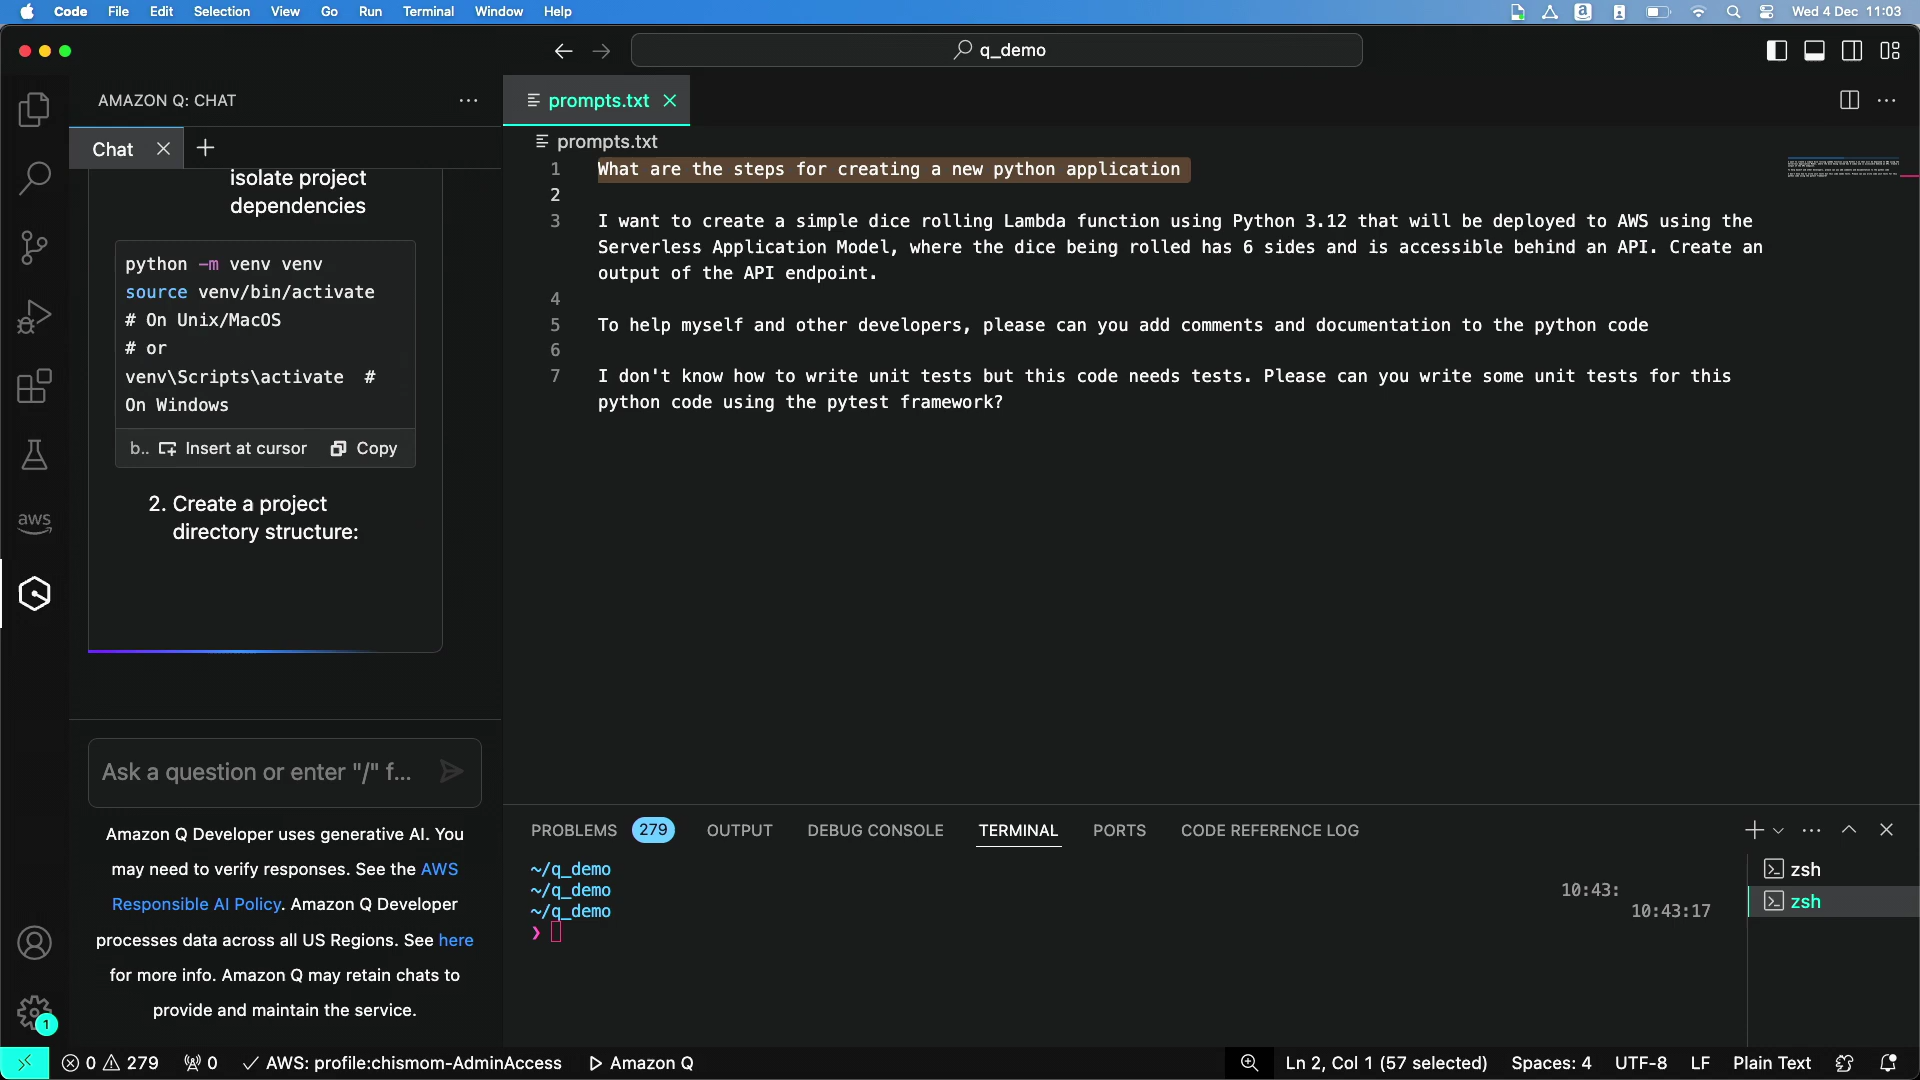 Code File Edit Selection View Go Run Terminal Window Help Wed 4 Dec 11:03
q_demo
AMAZON Q: CHAT
Chat
isolate project
dependencies
python -m venv venv
source venv/bin/activate
# On Unix/MacOS
# or
venv\Scripts\activate #
On Windows
b.. Insert at cursor Copy
2. Create a project
directory structure:
Ask a question or enter "/" f...
Amazon Q Developer uses generative AI. You
may need to verify responses. See the AWS
Responsible AI Policy. Amazon Q Developer
processes data across all US Regions. See here
for more info. Amazon Q may retain chats to
provide and maintain the service.
aws
1
prompts.txt
prompts.txt
1 What are the steps for creating a new python application
2
3 I want to create a simple dice rolling Lambda function using Python 3.12 that will be deployed to AWS using the
Serverless Application Model, where the dice being rolled has 6 sides and is accessible behind an API. Create an
output of the API endpoint.
4
5 To help myself and other developers, please can you add comments and documentation to the python code
6
7 I don't know how to write unit tests but this code needs tests. Please can you write some unit tests for this
python code using the pytest framework?
PROBLEMS 279 OUTPUT DEBUG CONSOLE TERMINAL PORTS CODE REFERENCE LOG
~/q_demo
~/q_demo 10:43:
~/q_demo 10:43:17
❯
zsh
zsh
0 279 0 AWS: profile:chismom-AdminAccess Amazon Q Ln 2, Col 1 (57 selected) Spaces: 4 UTF-8 LF Plain Text